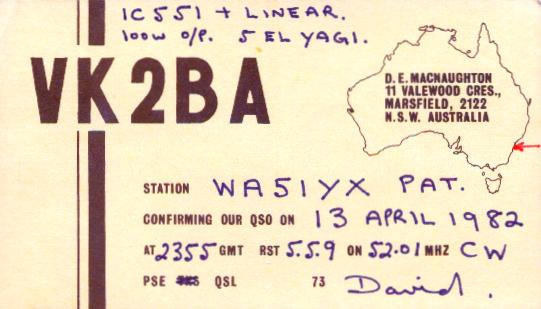 IC551 + LINEAR.
100W O/P. 5 EL YAGI.
VK2BA
D. E. MACNAUGHTON
11 VALEWOOD CRES.,
MARSFIELD, 2122
N.S.W. AUSTRALIA
STATION WA5IYX PAT.
CONFIRMING OUR QSO ON 13 APRIL 1982
AT 2355 GMT RST 5.5.9 ON 52.01 MHZ CW
PSE QSL 73 David.